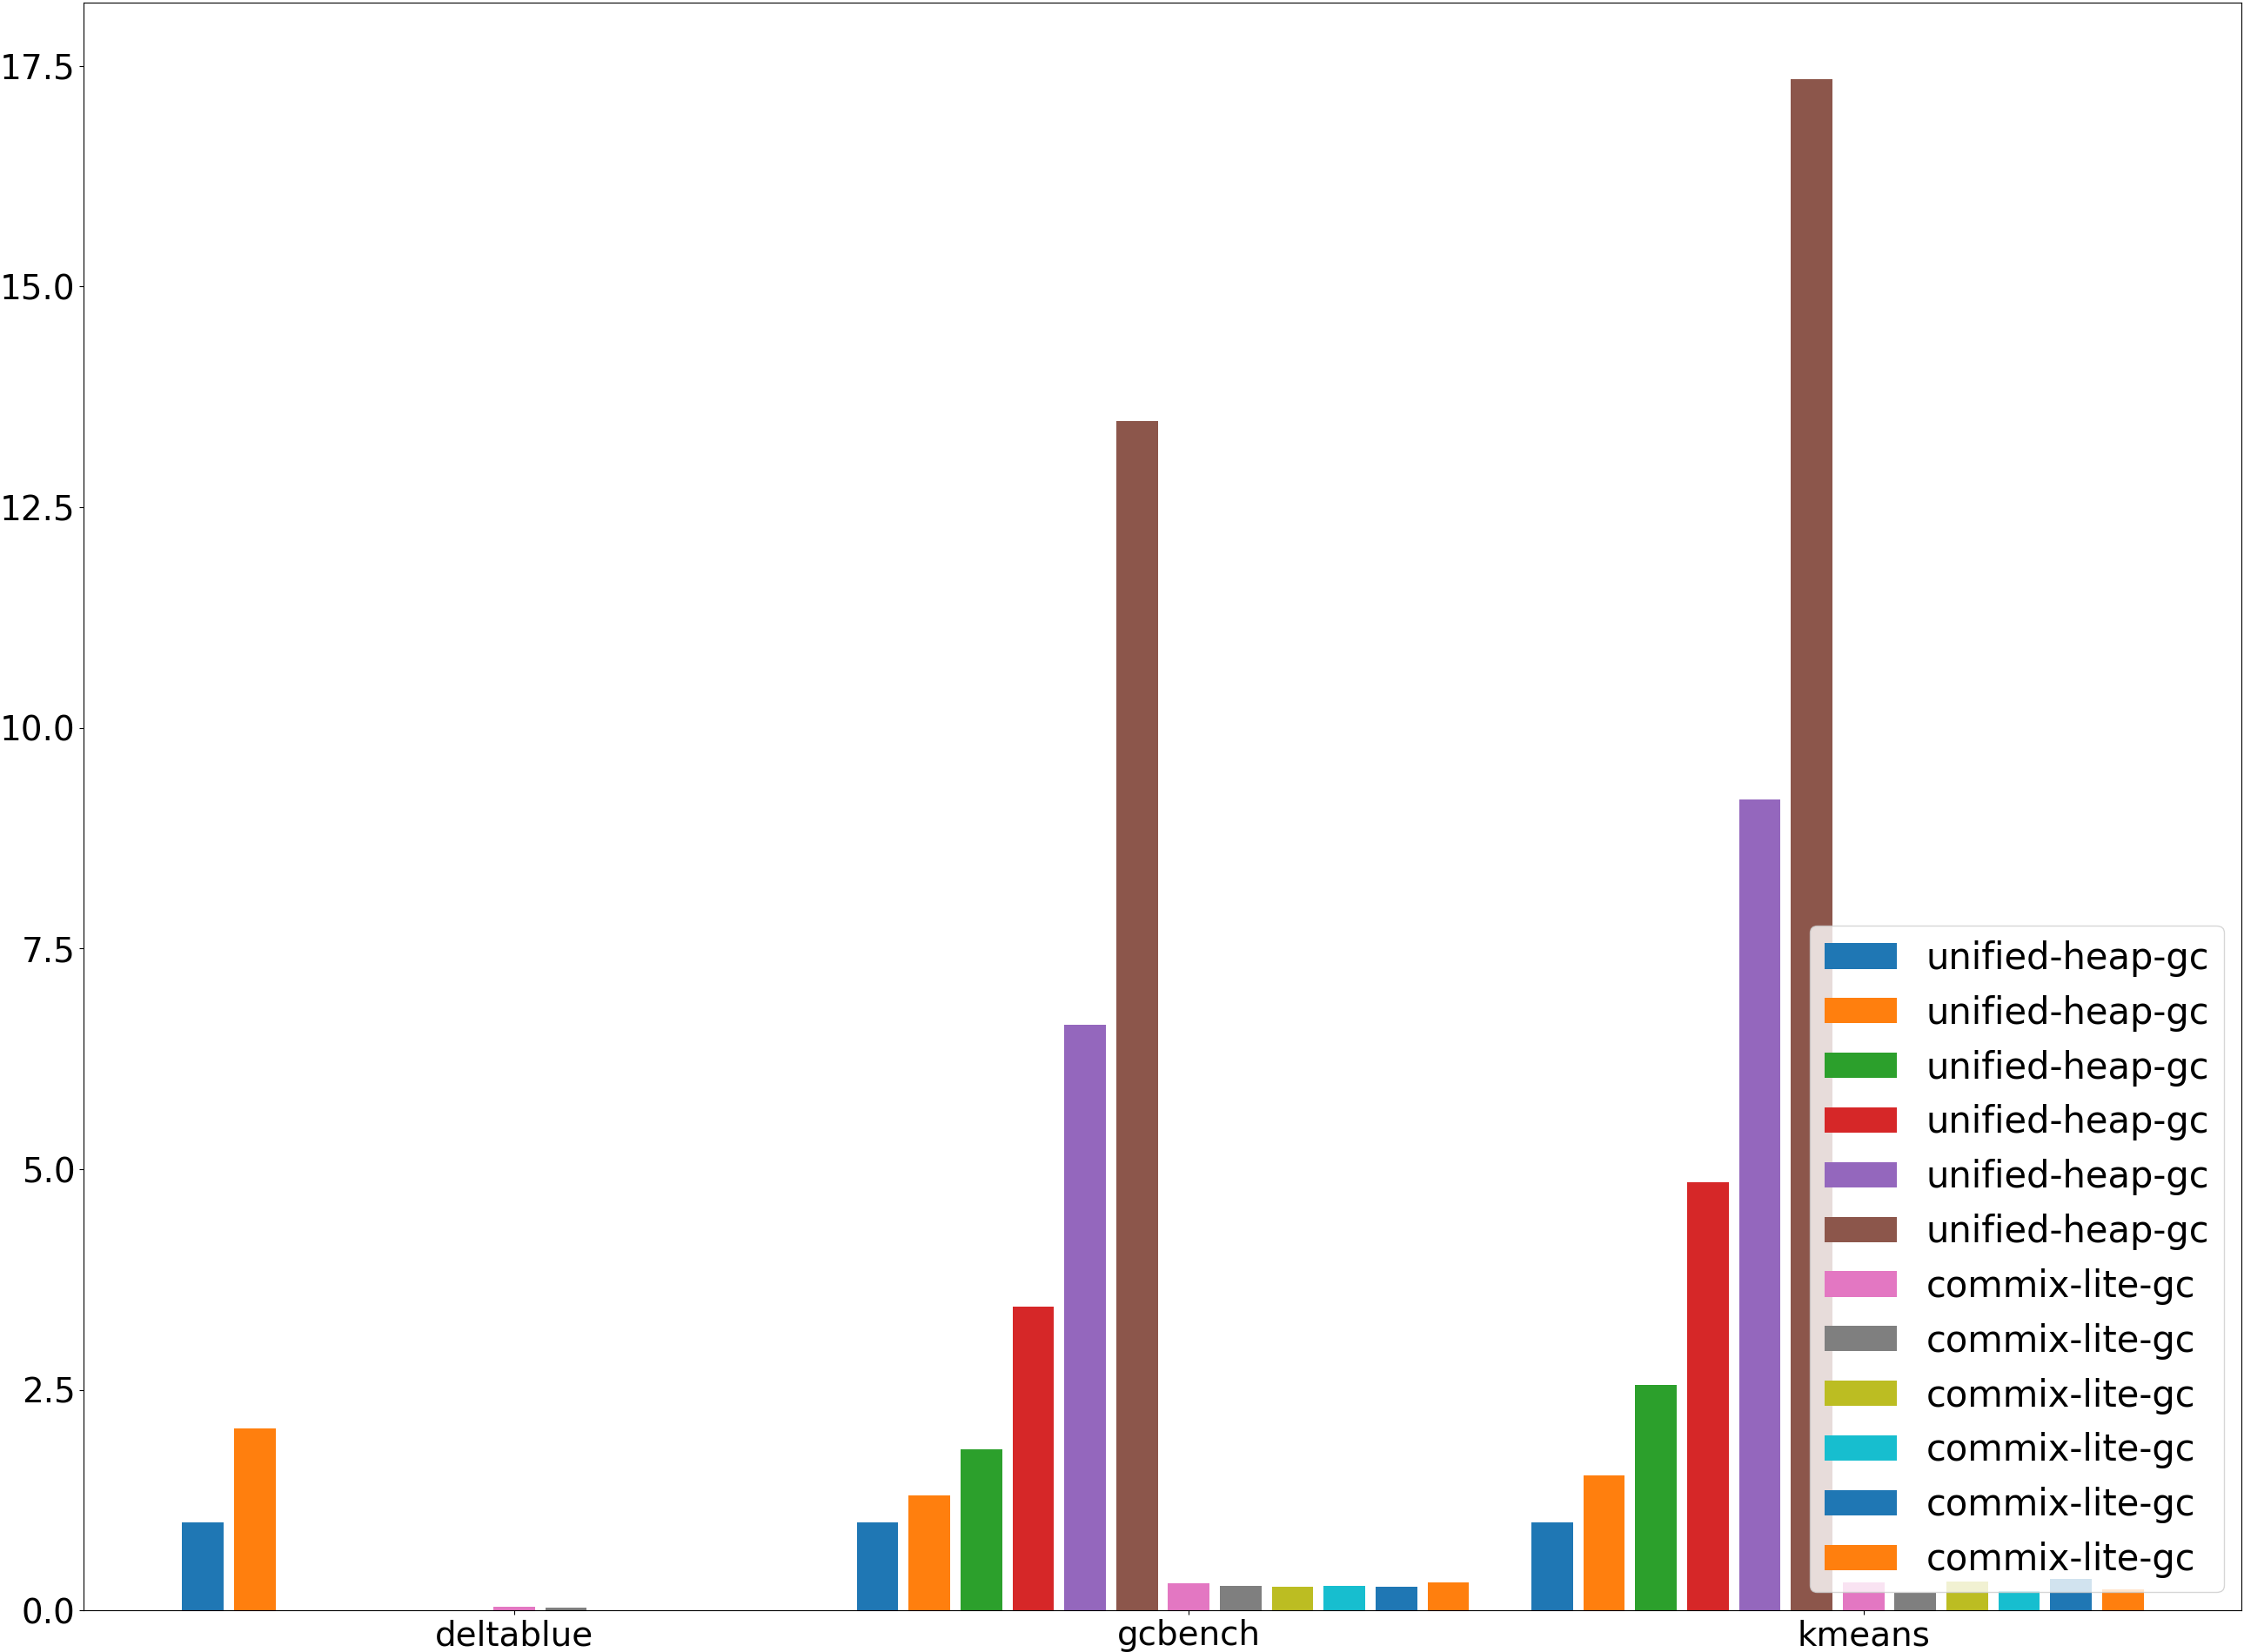 17.5
15.0
12.5
10.0
7.5
5.0
2.5
0.0
unified-heap-gc
unified-heap-gc
unified-heap-gc
unified-heap-gc
unified-heap-gc
unified-heap-gc
commix-lite-gc
commix-lite-gc
commix-lite-gc
commix-lite-gc
commix-lite-gc
commix-lite-gc
deltablue gcbench kmeans